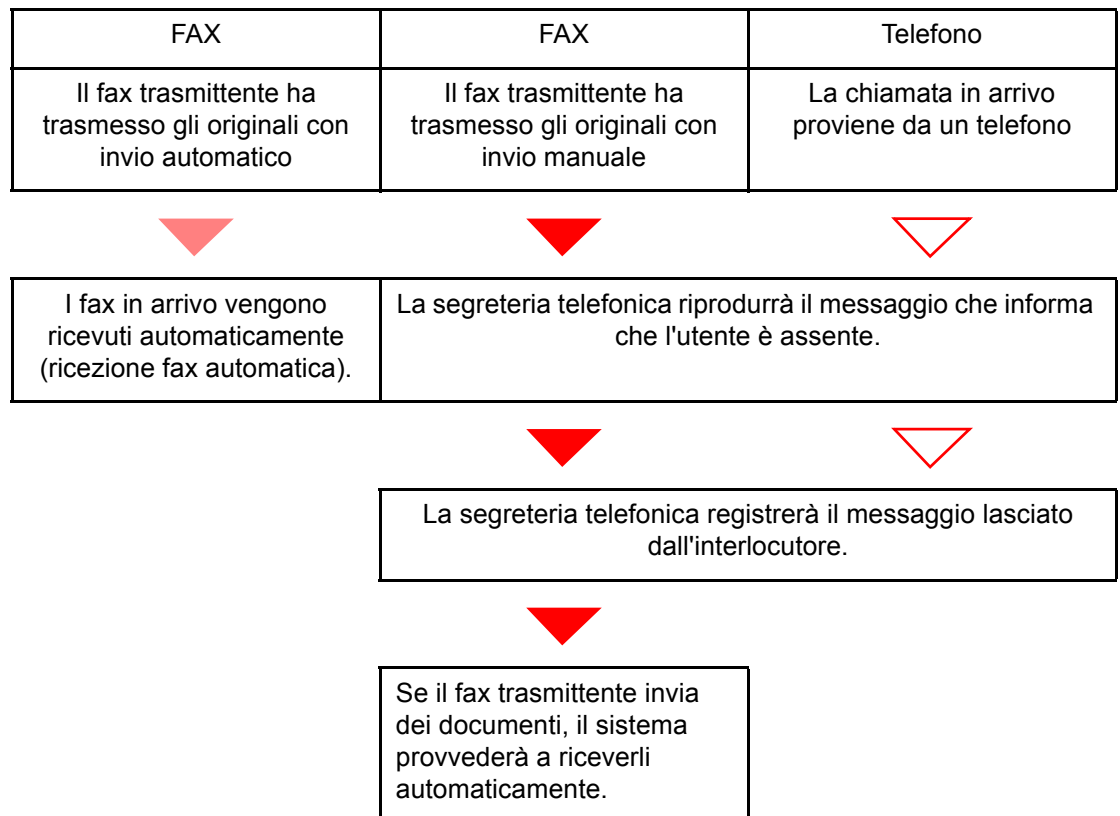 FAX
FAX
Telefono
Il fax trasmittente ha
trasmesso gli originali con
invio automatico
Il fax trasmittente ha
trasmesso gli originali con
invio manuale
La chiamata in arrivo
proviene da un telefono
I fax in arrivo vengono
ricevuti automaticamente
(ricezione fax automatica).
La segreteria telefonica riprodurrà il messaggio che informa
che l'utente è assente.
La segreteria telefonica registrerà il messaggio lasciato
dall'interlocutore.
Se il fax trasmittente invia
dei documenti, il sistema
provvederà a riceverli
automaticamente.